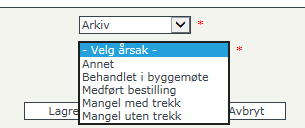 Arkiv *
- Velg årsak - *
Annet
Behandlet i byggemøte
Medført bestilling
Mangel med trekk
Mangel uten trekk
Lagre Avbryt